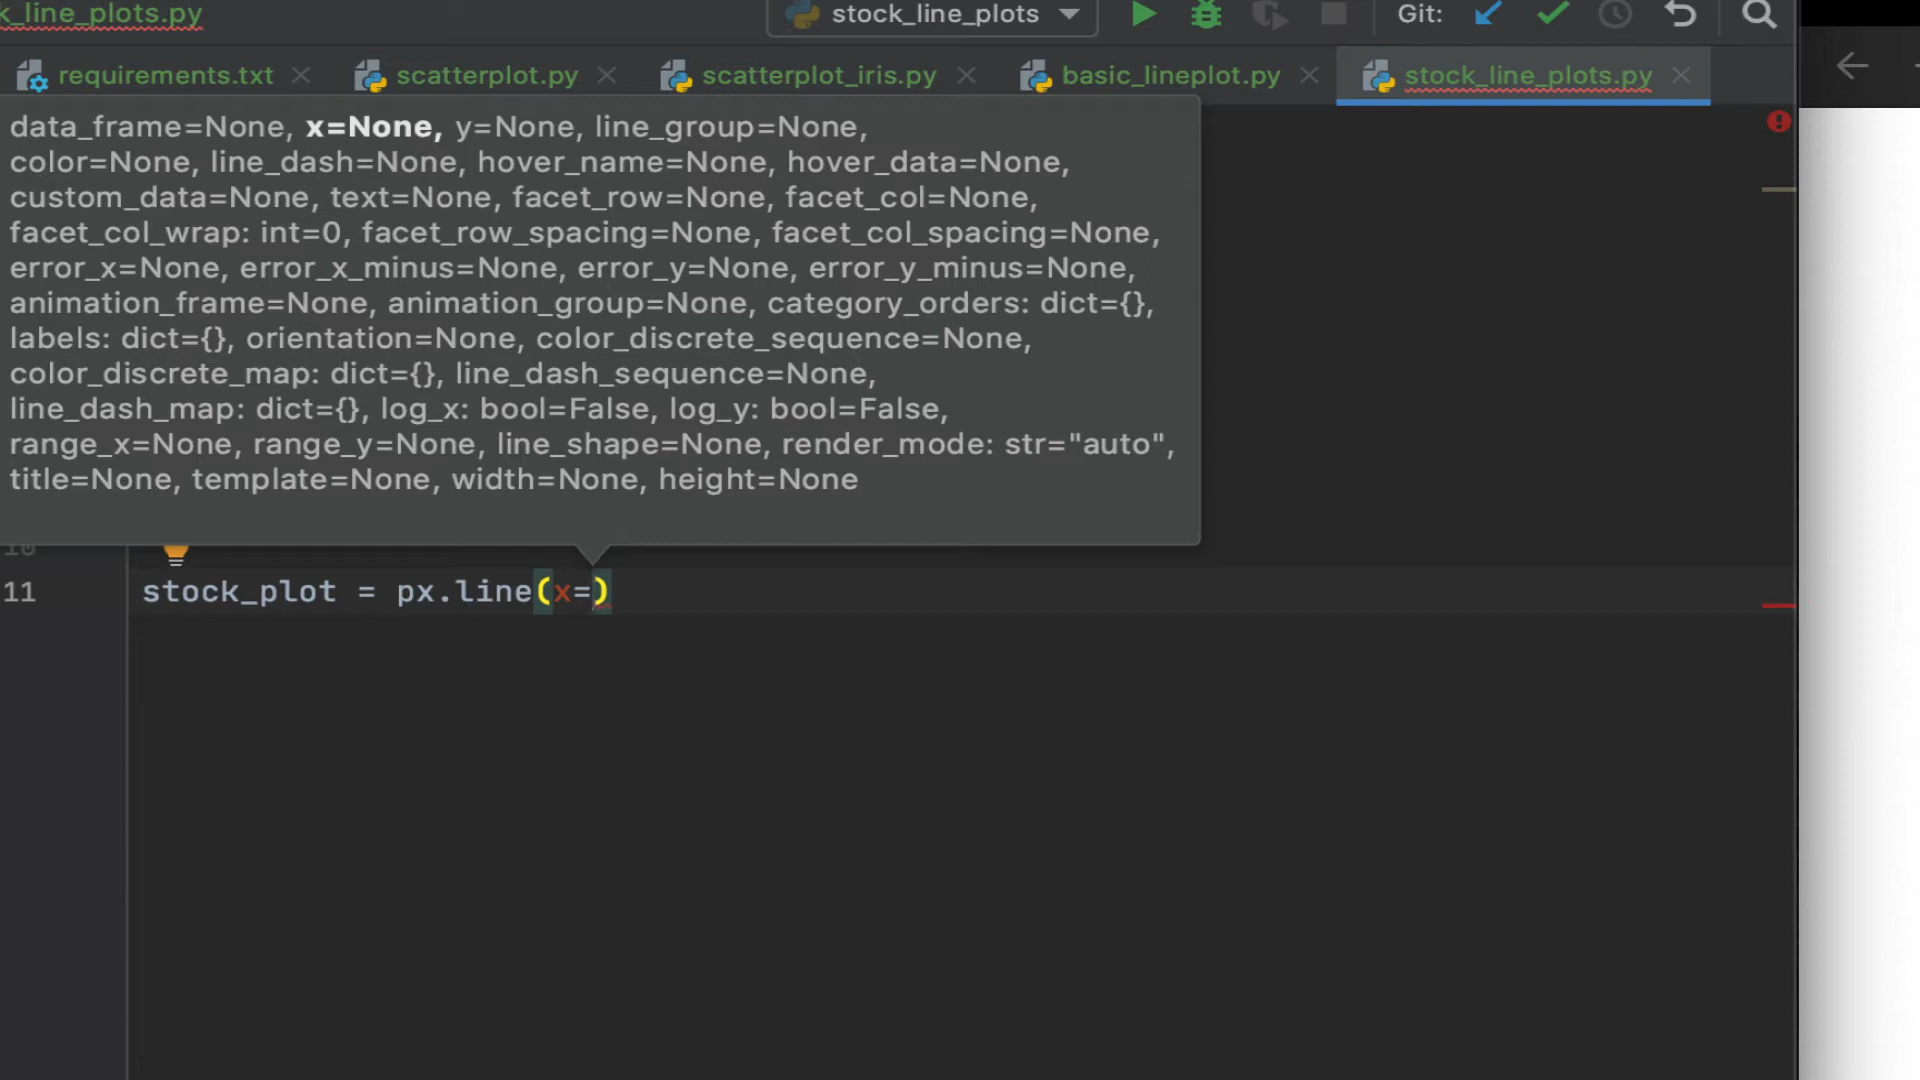 k_line_plots.py
stock_line_plots
Git:
requirements.txt
scatterplot.py
scatterplot_iris.py
basic_lineplot.py
stock_line_plots.py
data_frame=None, x=None, y=None, line_group=None,
color=None, line_dash=None, hover_name=None, hover_data=None,
custom_data=None, text=None, facet_row=None, facet_col=None,
facet_col_wrap: int=0, facet_row_spacing=None, facet_col_spacing=None,
error_x=None, error_x_minus=None, error_y=None, error_y_minus=None,
animation_frame=None, animation_group=None, category_orders: dict={},
labels: dict={}, orientation=None, color_discrete_sequence=None,
color_discrete_map: dict={}, line_dash_sequence=None,
line_dash_map: dict={}, log_x: bool=False, log_y: bool=False,
range_x=None, range_y=None, line_shape=None, render_mode: str="auto",
title=None, template=None, width=None, height=None
10
11 stock_plot = px.line(x=)